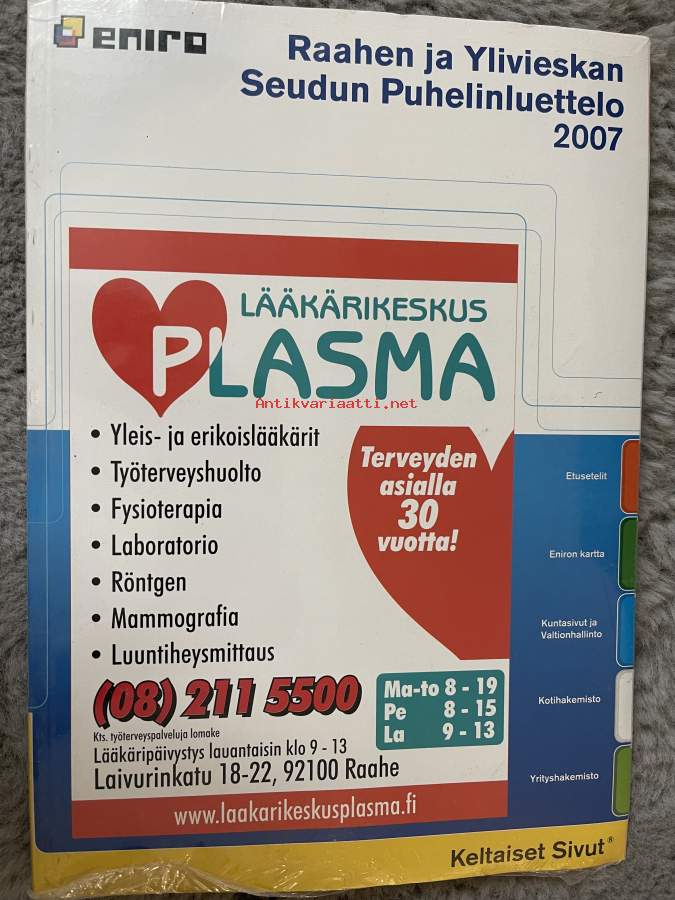 eniro
Raahen ja Ylivieskan
Seudun Puhelinluettelo
2007
LÄÄKÄRIKESKUS
PLASMA
Antikvariaatti.net
• Yleis- ja erikoislääkärit
• Työterveyshuolto
• Fysioterapia
• Laboratorio
• Röntgen
• Mammografia
• Luuntiheysmittaus
Terveyden
asialla
30
vuotta!
(08) 211 5500
Kts. työterveyspalveluja lomake
Lääkäripäivystys lauantaisin klo 9 - 13
Laivurinkatu 18-22, 92100 Raahe
Ma-to 8 - 19
Pe 8 - 15
La 9 - 13
www.laakarikeskusplasma.fi
Etusetelit
Eniron kartta
Kuntasivut ja
Valtionhallinto
Kotihakemisto
Yrityshakemisto
Keltaiset Sivut®